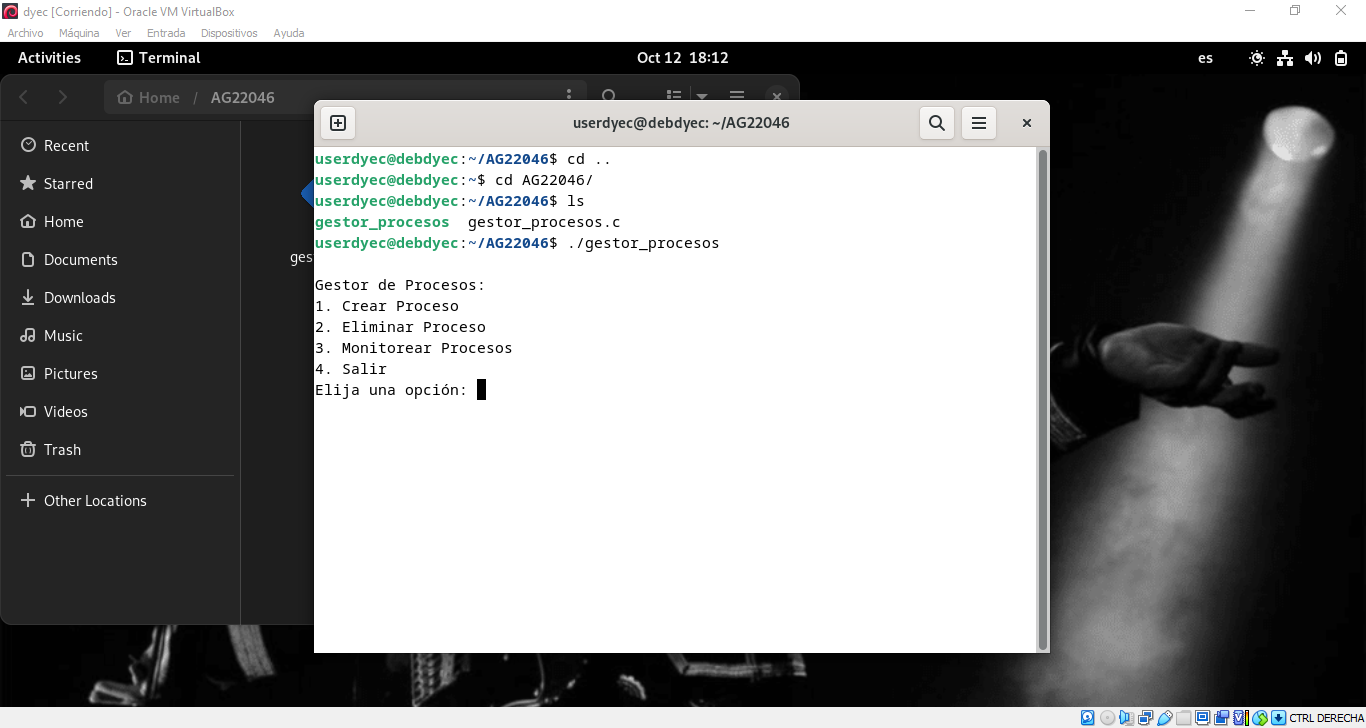 dyec [Corriendo] - Oracle VM VirtualBox
Archivo Máquina Ver Entrada Dispositivos Ayuda
Activities Terminal Oct 12 18:12 es
Home / AG22046
Recent
Starred
Home
Documents
Downloads
Music
Pictures
Videos
Trash
Other Locations
ges
userdyec@debdyec: ~/AG22046
userdyec@debdyec:~/AG22046$ cd ..
userdyec@debdyec:~$ cd AG22046/
userdyec@debdyec:~/AG22046$ ls
gestor_procesos gestor_procesos.c
userdyec@debdyec:~/AG22046$ ./gestor_procesos
Gestor de Procesos:
1. Crear Proceso
2. Eliminar Proceso
3. Monitorear Procesos
4. Salir
Elija una opción:
CTRL DERECHA